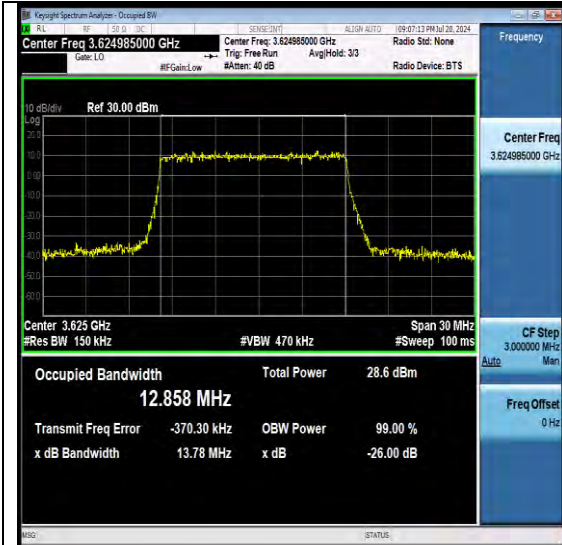 Keysight Spectrum Analyzer - Occupied BW
RL RF 50 Ω DC SENSE:INT ALIGN AUTO 09:07:13 PM Jul 20, 2024
Center Freq 3.624985000 GHz
Center Freq: 3.624985000 GHz Radio Std: None
Gate: LO Trig: Free Run Avg|Hold: 3/3
#IFGain:Low #Atten: 40 dB Radio Device: BTS
Frequency
10 dB/div Ref 30.00 dBm
Log
20.0
10.0
0.00
-10.0
-20.0
-30.0
-40.0
-50.0
-60.0
Center Freq
3.624985000 GHz
Center 3.625 GHz Span 30 MHz
#Res BW 150 kHz #VBW 470 kHz #Sweep 100 ms
CF Step
3.000000 MHz
Auto Man
Occupied Bandwidth Total Power 28.6 dBm
12.858 MHz
Freq Offset
0 Hz
Transmit Freq Error -370.30 kHz OBW Power 99.00 %
x dB Bandwidth 13.78 MHz x dB -26.00 dB
MSG STATUS